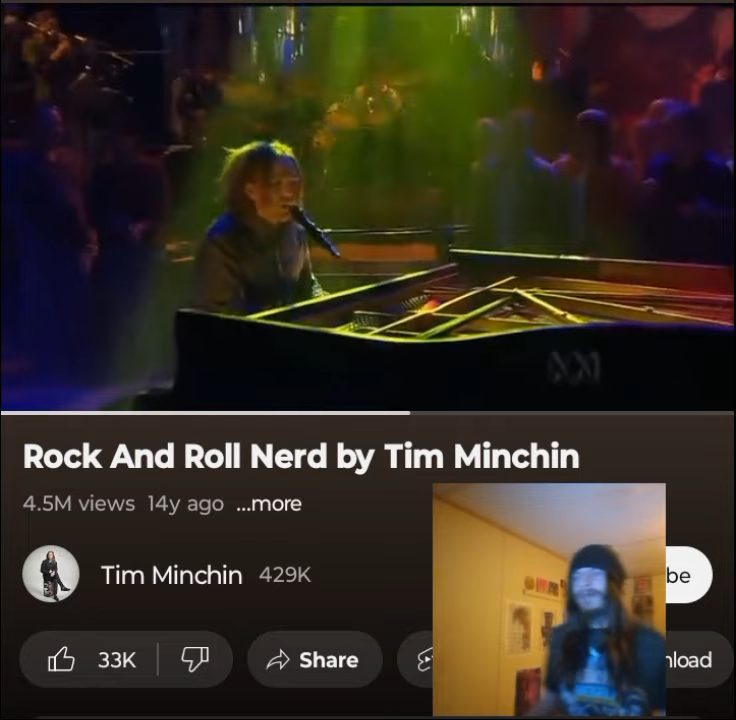 Rock And Roll Nerd by Tim Minchin
4.5M views 14y ago ...more
Tim Minchin 429K
be
33K Share nload